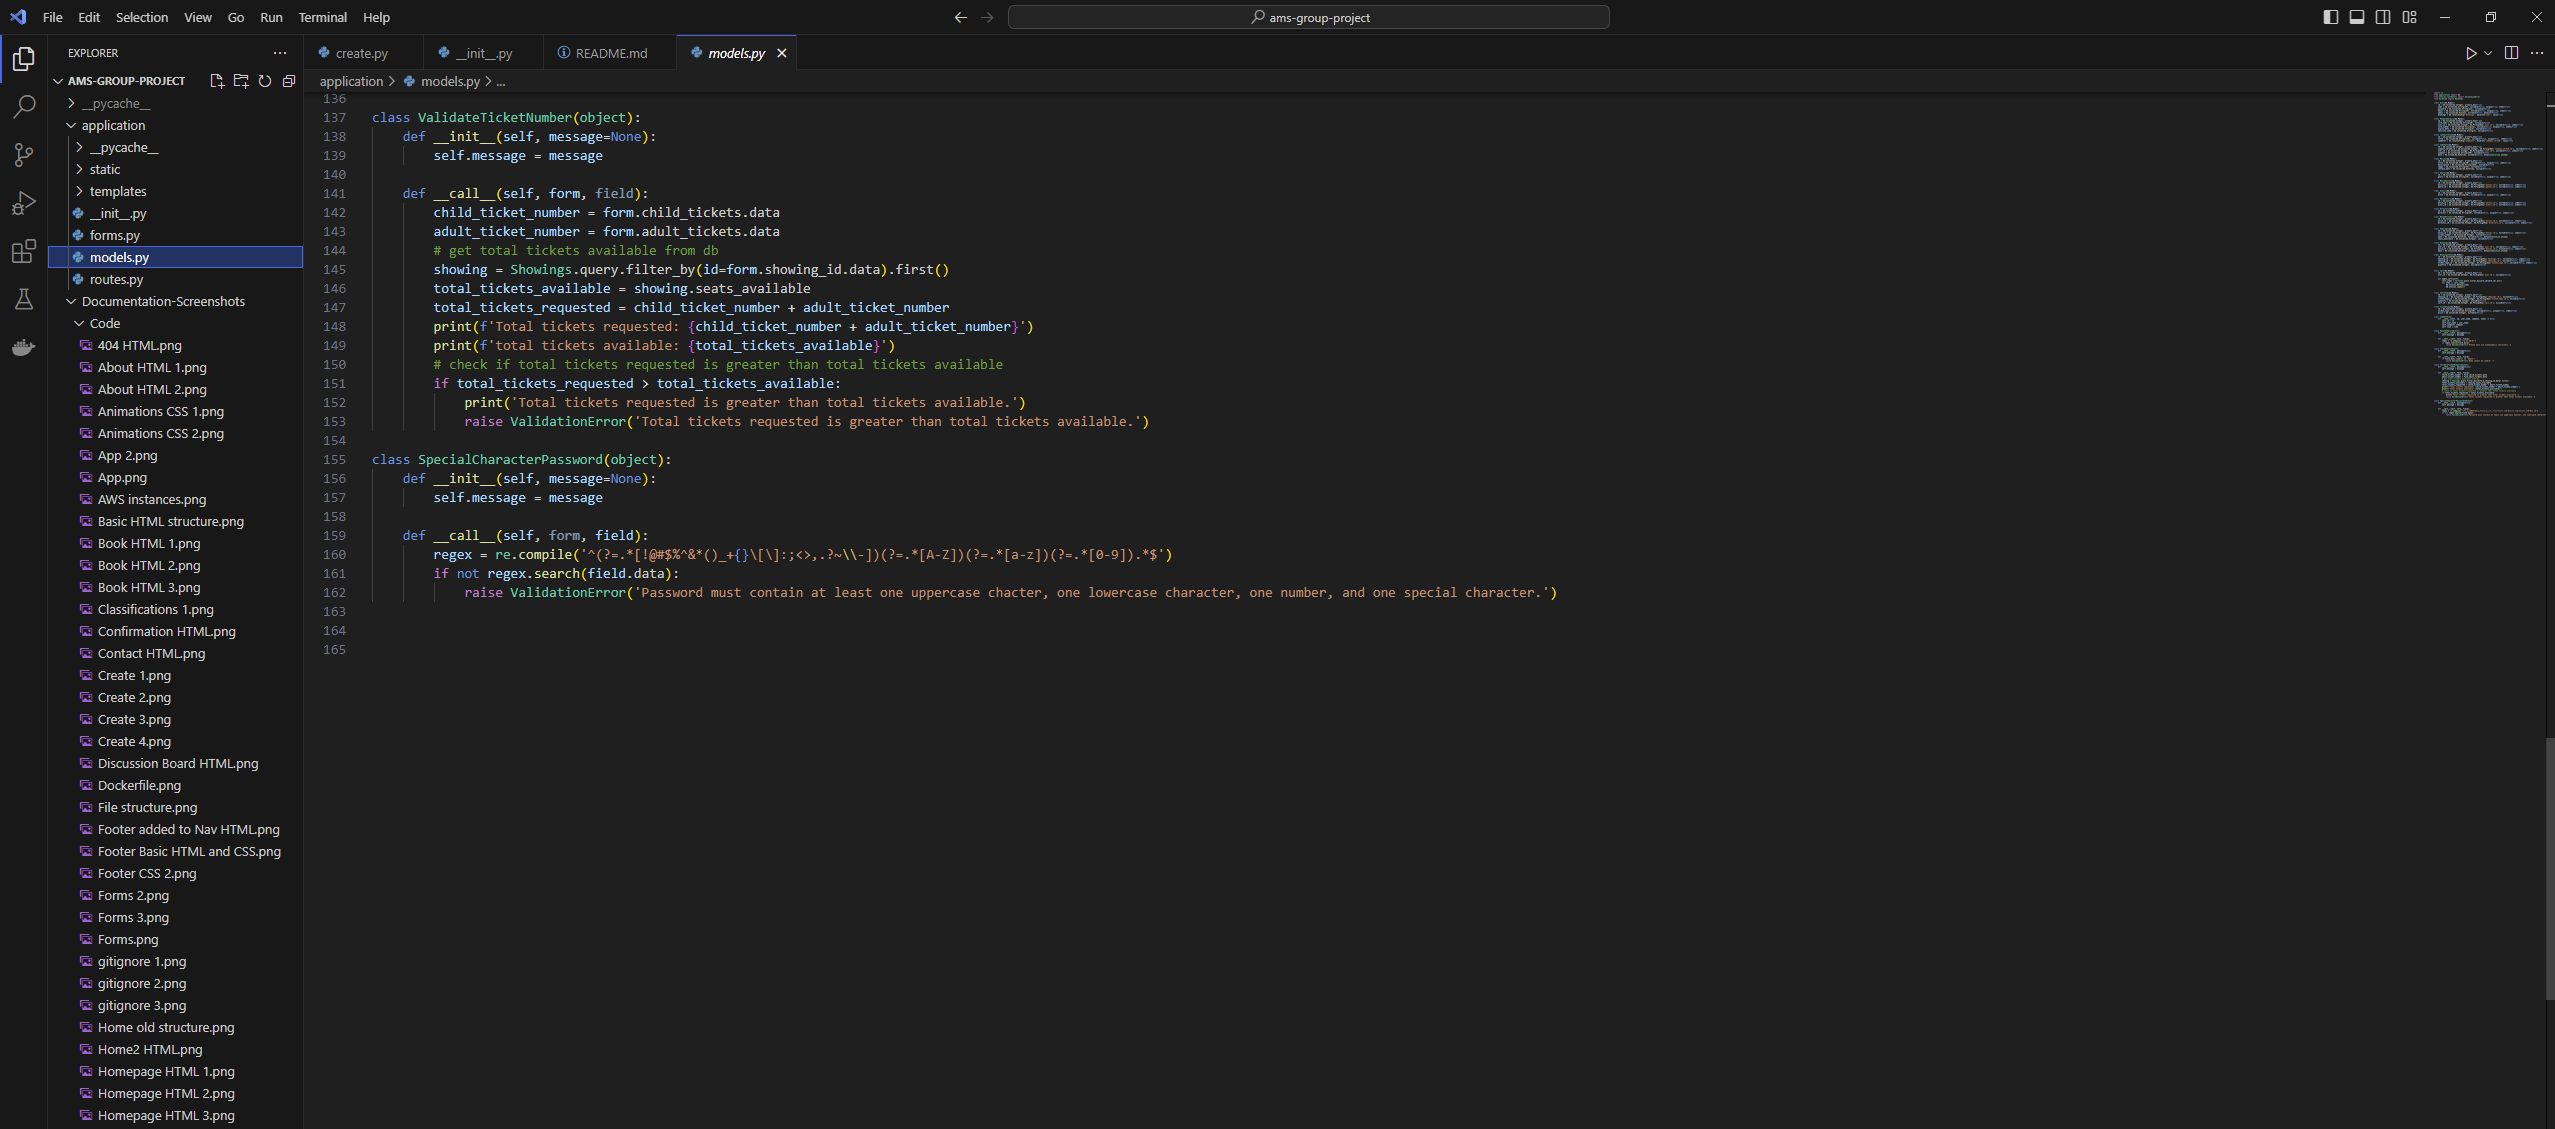 File Edit Selection View Go Run Terminal Help
ams-group-project
EXPLORER
AMS-GROUP-PROJECT
__pycache__
application
__pycache__
static
templates
__init__.py
forms.py
models.py
routes.py
Documentation-Screenshots
Code
404 HTML.png
About HTML 1.png
About HTML 2.png
Animations CSS 1.png
Animations CSS 2.png
App 2.png
App.png
AWS instances.png
Basic HTML structure.png
Book HTML 1.png
Book HTML 2.png
Book HTML 3.png
Classifications 1.png
Confirmation HTML.png
Contact HTML.png
Create 1.png
Create 2.png
Create 3.png
Create 4.png
Discussion Board HTML.png
Dockerfile.png
File structure.png
Footer added to Nav HTML.png
Footer Basic HTML and CSS.png
Footer CSS 2.png
Forms 2.png
Forms 3.png
Forms.png
gitignore 1.png
gitignore 2.png
gitignore 3.png
Home old structure.png
Home2 HTML.png
Homepage HTML 1.png
Homepage HTML 2.png
Homepage HTML 3.png
create.py __init__.py README.md models.py
application > models.py > ...
136
137 class ValidateTicketNumber(object):
138     def __init__(self, message=None):
139         self.message = message
140
141     def __call__(self, form, field):
142         child_ticket_number = form.child_tickets.data
143         adult_ticket_number = form.adult_tickets.data
144         # get total tickets available from db
145         showing = Showings.query.filter_by(id=form.showing_id.data).first()
146         total_tickets_available = showing.seats_available
147         total_tickets_requested = child_ticket_number + adult_ticket_number
148         print(f'Total tickets requested: {child_ticket_number + adult_ticket_number}')
149         print(f'total tickets available: {total_tickets_available}')
150         # check if total tickets requested is greater than total tickets available
151         if total_tickets_requested > total_tickets_available:
152             print('Total tickets requested is greater than total tickets available.')
153             raise ValidationError('Total tickets requested is greater than total tickets available.')
154
155 class SpecialCharacterPassword(object):
156     def __init__(self, message=None):
157         self.message = message
158
159     def __call__(self, form, field):
160         regex = re.compile('^(?=.*[!@#$%^&*()_+{}\[\]:;<>,.?~\\-])(?=.*[A-Z])(?=.*[a-z])(?=.*[0-9]).*$')
161         if not regex.search(field.data):
162             raise ValidationError('Password must contain at least one uppercase chacter, one lowercase character, one number, and one special character.')
163
164
165